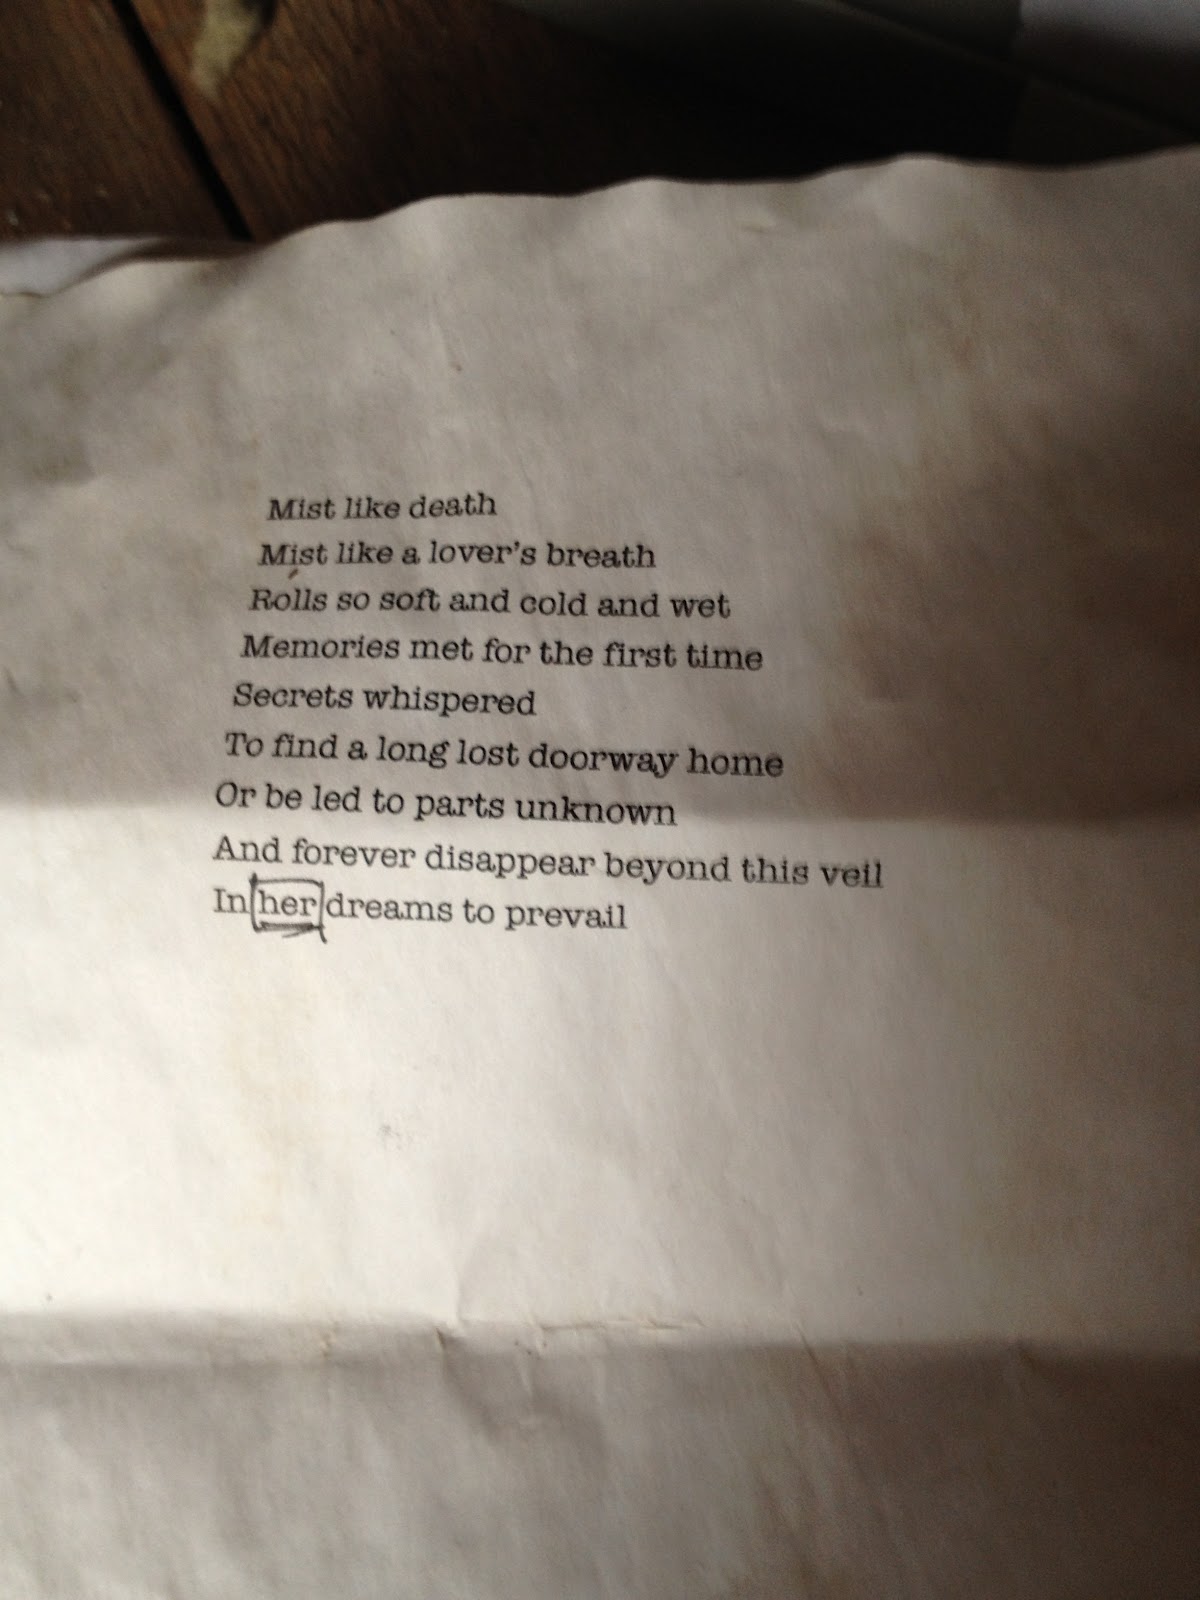 Mist like death
Mist like a lover's breath
Rolls so soft and cold and wet
Memories met for the first time
Secrets whispered
To find a long lost doorway home
Or be led to parts unknown
And forever disappear beyond this veil
In her dreams to prevail